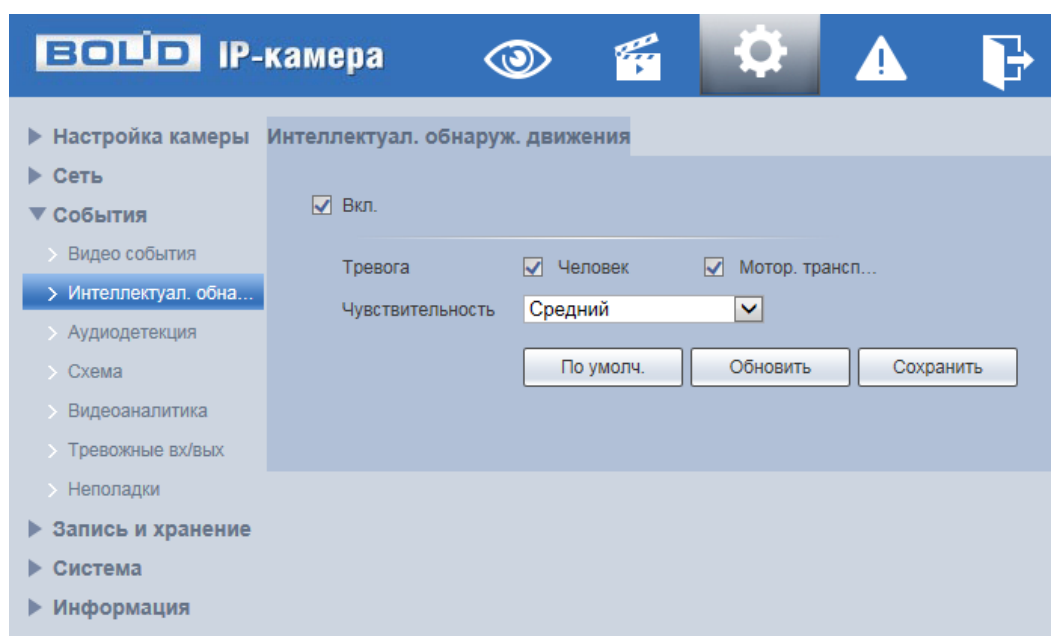 BOLID IP-камера
Настройка камеры
Сеть
События
Видео события
Интеллектуал. обна...
Аудиодетекция
Схема
Видеоаналитика
Тревожные вх/вых
Неполадки
Запись и хранение
Система
Информация
Интеллектуал. обнаруж. движения
Вкл.
Тревога Человек Мотор. трансп...
Чувствительность Средний
По умолч. Обновить Сохранить